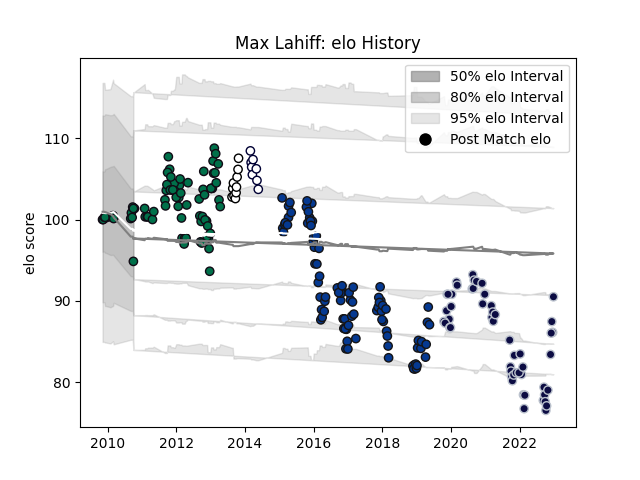 Max Lahiff: elo History
50% elo Interval
80% elo Interval
95% elo Interval
Post Match elo
elo score
110
100
90
80
2010 2012 2014 2016 2018 2020 2022